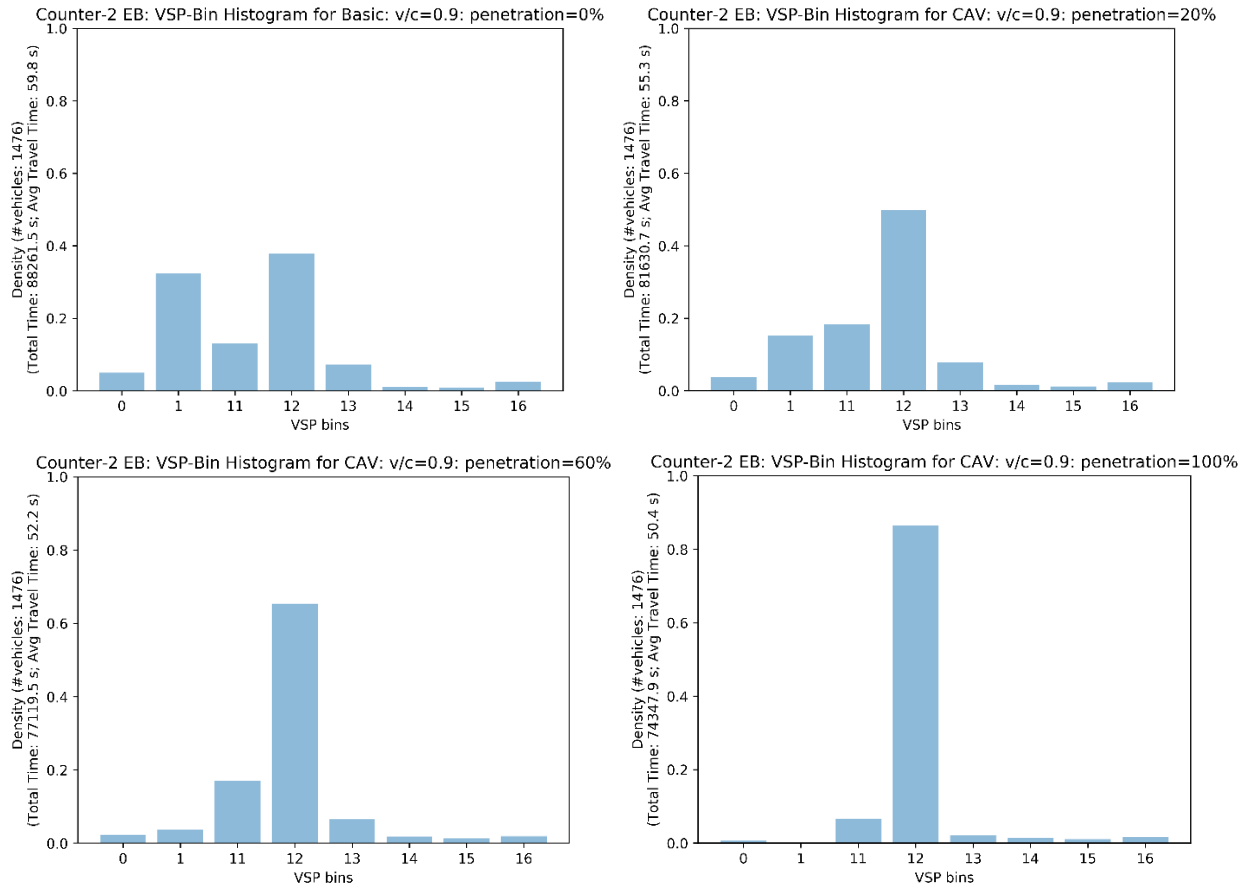 Counter-2 EB: VSP-Bin Histogram for Basic: v/c=0.9: penetration=0%
Density (#vehicles: 1476)
(Total Time: 88261.5 s; Avg Travel Time: 59.8 s)
1.0
0.8
0.6
0.4
0.2
0.0
0 1 11 12 13 14 15 16
VSP bins
Counter-2 EB: VSP-Bin Histogram for CAV: v/c=0.9: penetration=20%
Density (#vehicles: 1476)
(Total Time: 81630.7 s; Avg Travel Time: 55.3 s)
1.0
0.8
0.6
0.4
0.2
0.0
0 1 11 12 13 14 15 16
VSP bins
Counter-2 EB: VSP-Bin Histogram for CAV: v/c=0.9: penetration=60%
Density (#vehicles: 1476)
(Total Time: 77119.5 s; Avg Travel Time: 52.2 s)
1.0
0.8
0.6
0.4
0.2
0.0
0 1 11 12 13 14 15 16
VSP bins
Counter-2 EB: VSP-Bin Histogram for CAV: v/c=0.9: penetration=100%
Density (#vehicles: 1476)
(Total Time: 74347.9 s; Avg Travel Time: 50.4 s)
1.0
0.8
0.6
0.4
0.2
0.0
0 1 11 12 13 14 15 16
VSP bins